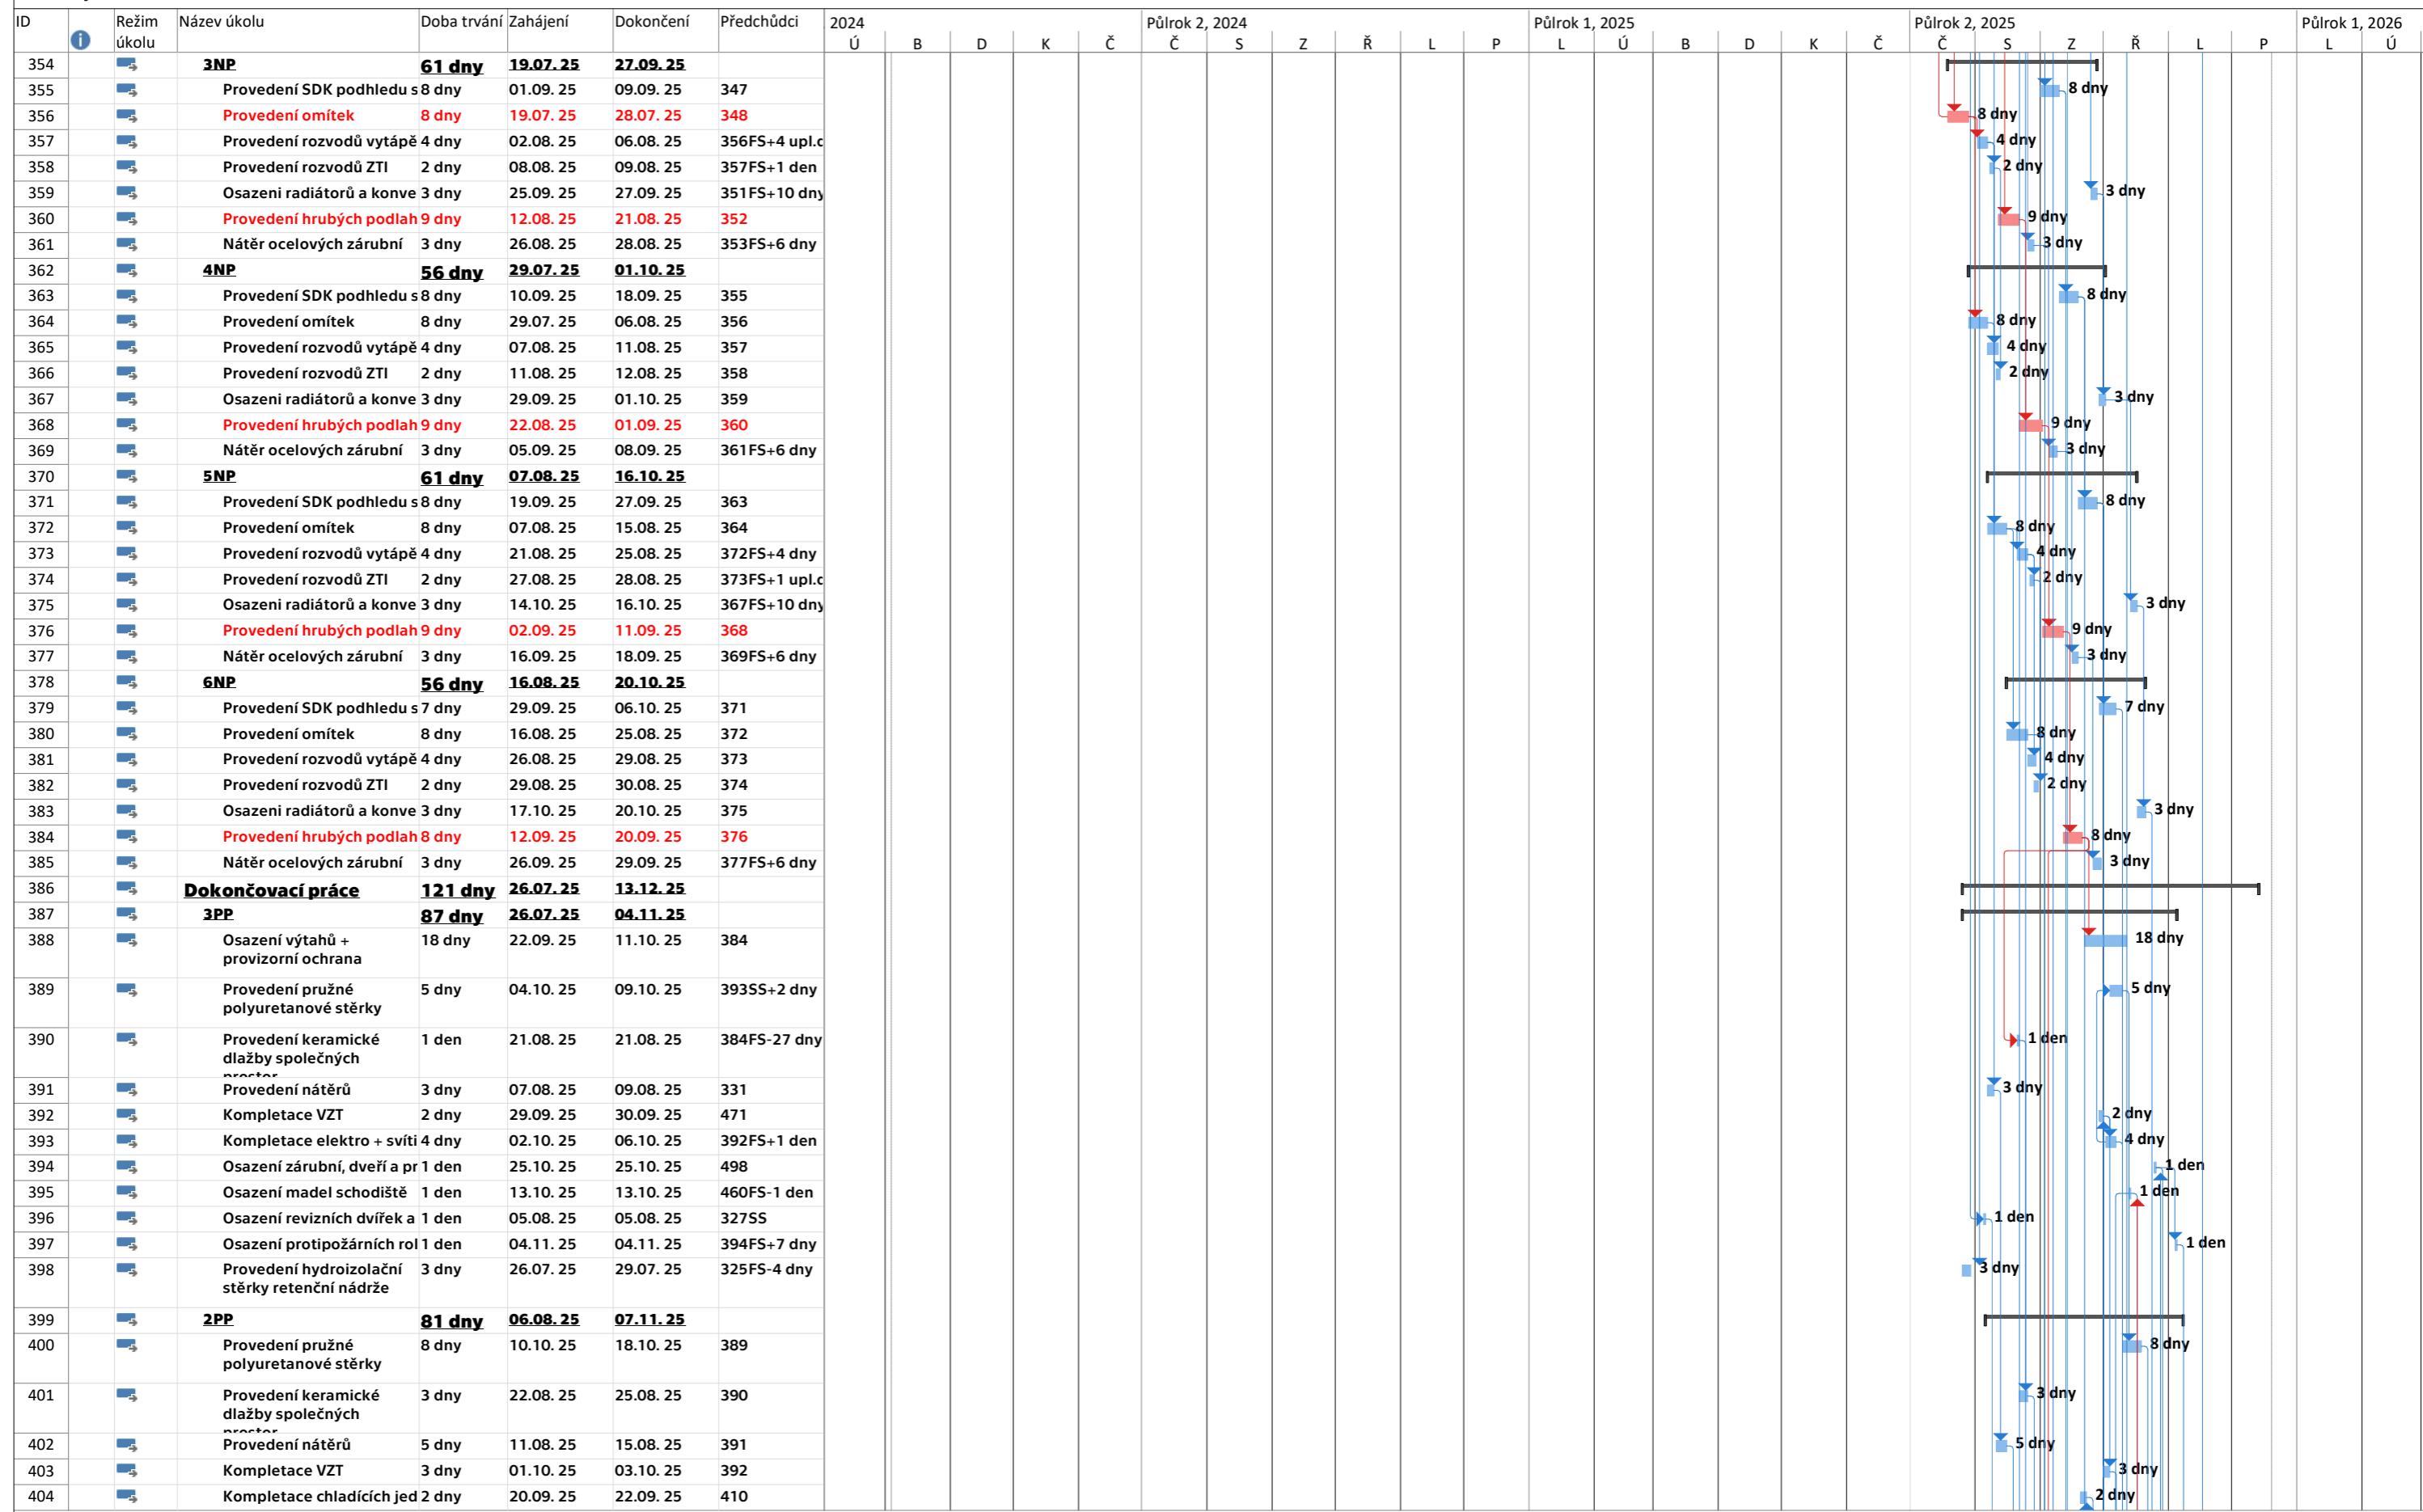 ID Režim úkolu Název úkolu Doba trvání Zahájení Dokončení Předchůdci 2024 Půlrok 2, 2024 Půlrok 1, 2025 Půlrok 2, 2025 Půlrok 1, 2026
Ú B D K Č Č S Z Ř L P L Ú B D K Č Č S Z Ř L P L Ú
354 3NP 61 dny 19.07. 25 27.09. 25
355 Provedení SDK podhledu s 8 dny 01.09. 25 09.09. 25 347 8 dny
356 Provedení omítek 8 dny 19.07. 25 28.07. 25 348 8 dny
357 Provedení rozvodů vytápě 4 dny 02.08. 25 06.08. 25 356FS+4 upl.d 4 dny
358 Provedení rozvodů ZTI 2 dny 08.08. 25 09.08. 25 357FS+1 den 2 dny
359 Osazeni radiátorů a konve 3 dny 25.09. 25 27.09. 25 351FS+10 dny 3 dny
360 Provedení hrubých podlah 9 dny 12.08. 25 21.08. 25 352 9 dny
361 Nátěr ocelových zárubní 3 dny 26.08. 25 28.08. 25 353FS+6 dny 3 dny
362 4NP 56 dny 29.07. 25 01.10. 25
363 Provedení SDK podhledu s 8 dny 10.09. 25 18.09. 25 355 8 dny
364 Provedení omítek 8 dny 29.07. 25 06.08. 25 356 8 dny
365 Provedení rozvodů vytápě 4 dny 07.08. 25 11.08. 25 357 4 dny
366 Provedení rozvodů ZTI 2 dny 11.08. 25 12.08. 25 358 2 dny
367 Osazeni radiátorů a konve 3 dny 29.09. 25 01.10. 25 359 3 dny
368 Provedení hrubých podlah 9 dny 22.08. 25 01.09. 25 360 9 dny
369 Nátěr ocelových zárubní 3 dny 05.09. 25 08.09. 25 361FS+6 dny 3 dny
370 5NP 61 dny 07.08. 25 16.10. 25
371 Provedení SDK podhledu s 8 dny 19.09. 25 27.09. 25 363 8 dny
372 Provedení omítek 8 dny 07.08. 25 15.08. 25 364 8 dny
373 Provedení rozvodů vytápě 4 dny 21.08. 25 25.08. 25 372FS+4 dny 4 dny
374 Provedení rozvodů ZTI 2 dny 27.08. 25 28.08. 25 373FS+1 upl.d 2 dny
375 Osazeni radiátorů a konve 3 dny 14.10. 25 16.10. 25 367FS+10 dny 3 dny
376 Provedení hrubých podlah 9 dny 02.09. 25 11.09. 25 368 9 dny
377 Nátěr ocelových zárubní 3 dny 16.09. 25 18.09. 25 369FS+6 dny 3 dny
378 6NP 56 dny 16.08. 25 20.10. 25
379 Provedení SDK podhledu s 7 dny 29.09. 25 06.10. 25 371 7 dny
380 Provedení omítek 8 dny 16.08. 25 25.08. 25 372 8 dny
381 Provedení rozvodů vytápě 4 dny 26.08. 25 29.08. 25 373 4 dny
382 Provedení rozvodů ZTI 2 dny 29.08. 25 30.08. 25 374 2 dny
383 Osazeni radiátorů a konve 3 dny 17.10. 25 20.10. 25 375 3 dny
384 Provedení hrubých podlah 8 dny 12.09. 25 20.09. 25 376 8 dny
385 Nátěr ocelových zárubní 3 dny 26.09. 25 29.09. 25 377FS+6 dny 3 dny
386 Dokončovací práce 121 dny 26.07. 25 13.12. 25
387 3PP 87 dny 26.07. 25 04.11. 25
388 Osazení výtahů + 18 dny 22.09. 25 11.10. 25 384 18 dny
provizorní ochrana
389 Provedení pružné 5 dny 04.10. 25 09.10. 25 393SS+2 dny 5 dny
polyuretanové stěrky
390 Provedení keramické 1 den 21.08. 25 21.08. 25 384FS-27 dny 1 den
dlažby společných
391 Provedení nátěrů 3 dny 07.08. 25 09.08. 25 331 3 dny
392 Kompletace VZT 2 dny 29.09. 25 30.09. 25 471 2 dny
393 Kompletace elektro + svíti 4 dny 02.10. 25 06.10. 25 392FS+1 den 4 dny
394 Osazení zárubní, dveří a pr 1 den 25.10. 25 25.10. 25 498 1 den
395 Osazení madel schodiště 1 den 13.10. 25 13.10. 25 460FS-1 den 1 den
396 Osazení revizních dvířek a 1 den 05.08. 25 05.08. 25 327SS 1 den
397 Osazení protipožárních rol 1 den 04.11. 25 04.11. 25 394FS+7 dny 1 den
398 Provedení hydroizolační 3 dny 26.07. 25 29.07. 25 325FS-4 dny 3 dny
stěrky retenční nádrže
399 2PP 81 dny 06.08. 25 07.11. 25
400 Provedení pružné 8 dny 10.10. 25 18.10. 25 389 8 dny
polyuretanové stěrky
401 Provedení keramické 3 dny 22.08. 25 25.08. 25 390 3 dny
dlažby společných
402 Provedení nátěrů 5 dny 11.08. 25 15.08. 25 391 5 dny
403 Kompletace VZT 3 dny 01.10. 25 03.10. 25 392 3 dny
404 Kompletace chladících jed 2 dny 20.09. 25 22.09. 25 410 2 dny